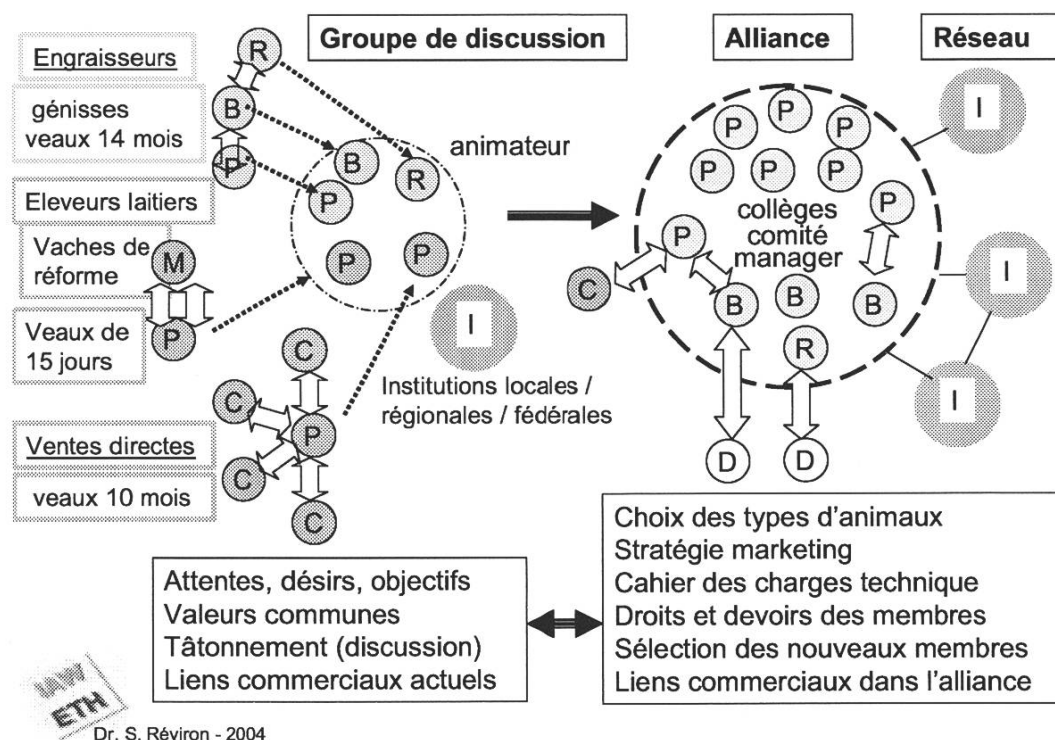 Groupe de discussion
Alliance
Réseau
Engraisseurs
génisses
veaux 14 mois
R
B
P
Eleveurs laitiers
Vaches de
réforme
M
Veaux de
15 jours
P
Ventes directes
veaux 10 mois
C
C
P
C
C
B
R
P
P
P
animateur
I
Institutions locales /
régionales / fédérales
P
P
P
P
P
P
P
collèges
comité
manager
P
P
C
B
B
B
R
D
D
I
I
I
Attentes, désirs, objectifs
Valeurs communes
Tâtonnement (discussion)
Liens commerciaux actuels
Choix des types d'animaux
Stratégie marketing
Cahier des charges technique
Droits et devoirs des membres
Sélection des nouveaux membres
Liens commerciaux dans l'alliance
IAW
ETH
Dr. S. Réviron - 2004